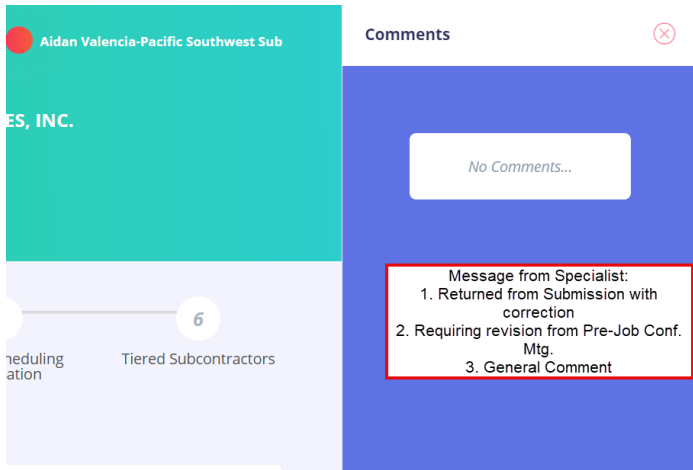 Aidan Valencia-Pacific Southwest Sub
ES, INC.
6
heduling
ation
Tiered Subcontractors
Comments
No Comments...
Message from Specialist:
1. Returned from Submission with
correction
2. Requiring revision from Pre-Job Conf.
Mtg.
3. General Comment